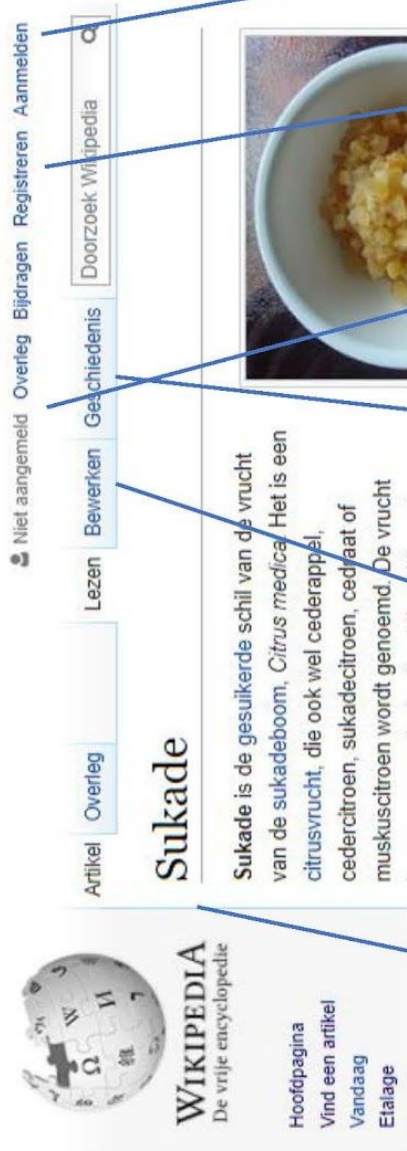 Niet aangemeld Overleg Bijdragen Registreren Aanmelden
Artikel Overleg Lezen Bewerken Geschiedenis Doorzoek Wikipedia
WIKIPEDIA
De vrije encyclopedie
Hoofdpagina
Vind een artikel
Vandaag
Etalage
Sukade
Sukade is de gesuikerde schil van de vrucht
van de sukadeboom, Citrus medica. Het is een
citrusvrucht, die ook wel cederappel,
cedercitroen, sukadecitroen, cedraat of
muskuscitroen wordt genoemd. De vrucht